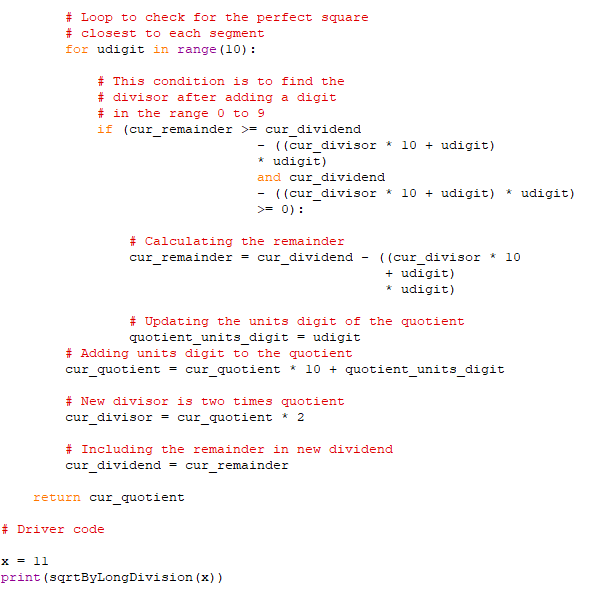 # Loop to check for the perfect square
# closest to each segment
for udigit in range(10):
# This condition is to find the
# divisor after adding a digit
# in the range 0 to 9
if (cur_remainder >= cur_dividend
- ((cur_divisor * 10 + udigit)
* udigit)
and cur_dividend
- ((cur_divisor * 10 + udigit) * udigit)
>= 0):
# Calculating the remainder
cur_remainder = cur_dividend - ((cur_divisor * 10
+ udigit)
* udigit)
# Updating the units digit of the quotient
quotient_units_digit = udigit
# Adding units digit to the quotient
cur_quotient = cur_quotient * 10 + quotient_units_digit
# New divisor is two times quotient
cur_divisor = cur_quotient * 2
# Including the remainder in new dividend
cur_dividend = cur_remainder
return cur_quotient
# Driver code
x = 11
print(sqrtByLongDivision(x))